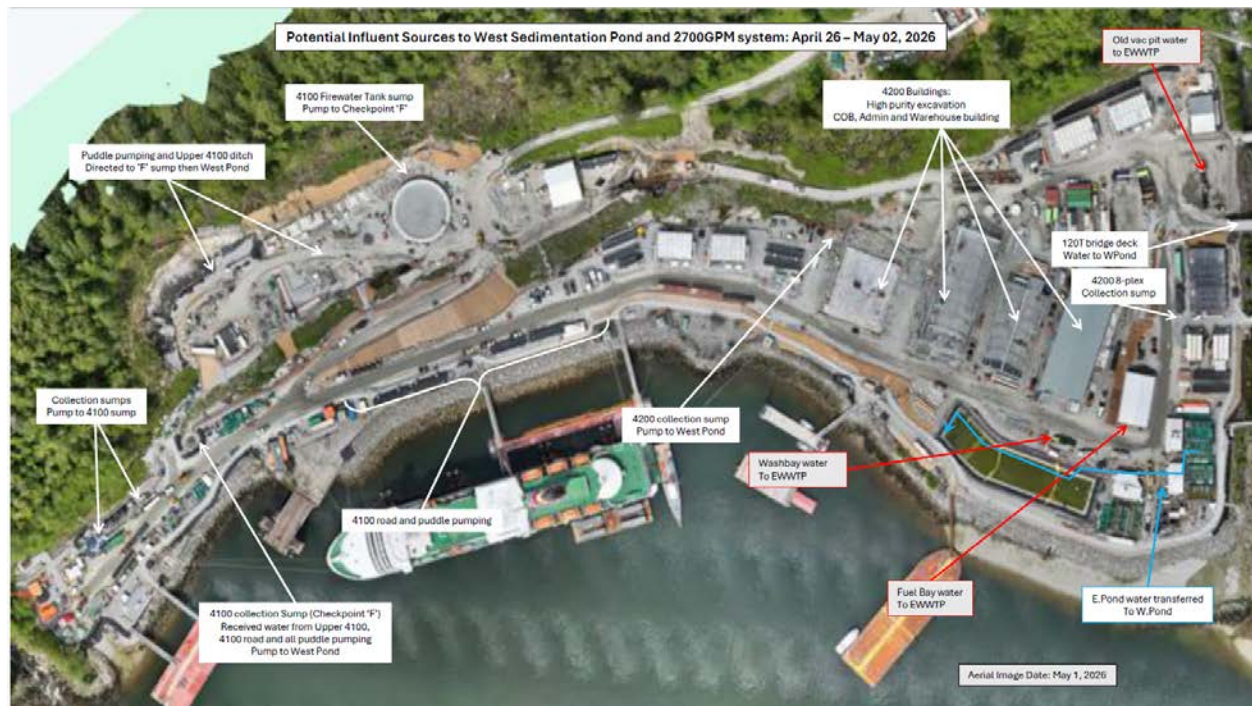 Potential Influent Sources to West Sedimentation Pond and 2700GPM system: April 26 – May 02, 2026
Old vac pit water
to EWWTP
4100 Firewater Tank sump
Pump to Checkpoint "F"
4200 Buildings:
High purity excavation
COB, Admin and Warehouse building
Puddle pumping and Upper 4100 ditch
Directed to "F" sump then West Pond
120T bridge deck
Water to WPond
4200 8-plex
Collection sump
Collection sumps
Pump to 4100 sump
4200 collection sump
Pump to West Pond
Washbay water
To EWWTP
4100 road and puddle pumping
Fuel Bay water
To EWWTP
E.Pond water transferred
To W.Pond
4100 collection Sump (Checkpoint "F")
Received water from Upper 4100,
4100 road and all puddle pumping
Pump to West Pond
Aerial Image Date: May 1, 2026